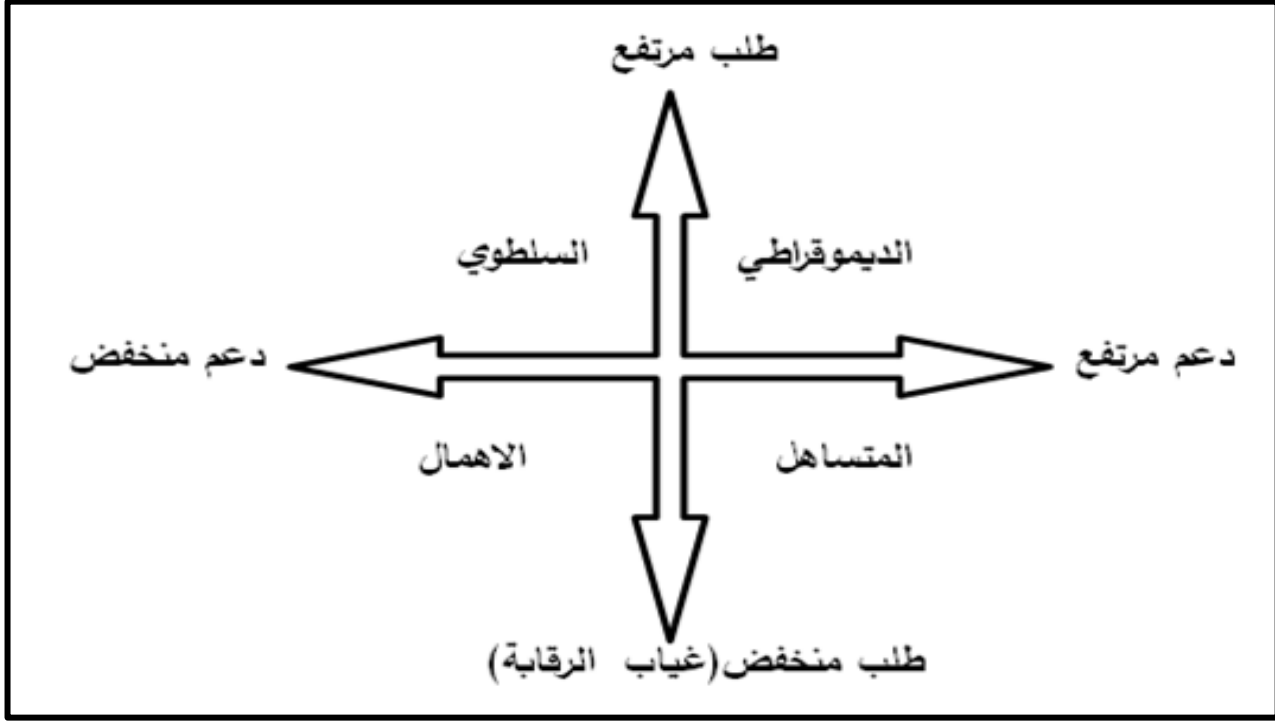 طلب مرتفع
الديموقراطي
السلطوي
دعم مرتفع
دعم منخفض
المتساهل
الاهمال
طلب منخفض(غياب الرقابة)